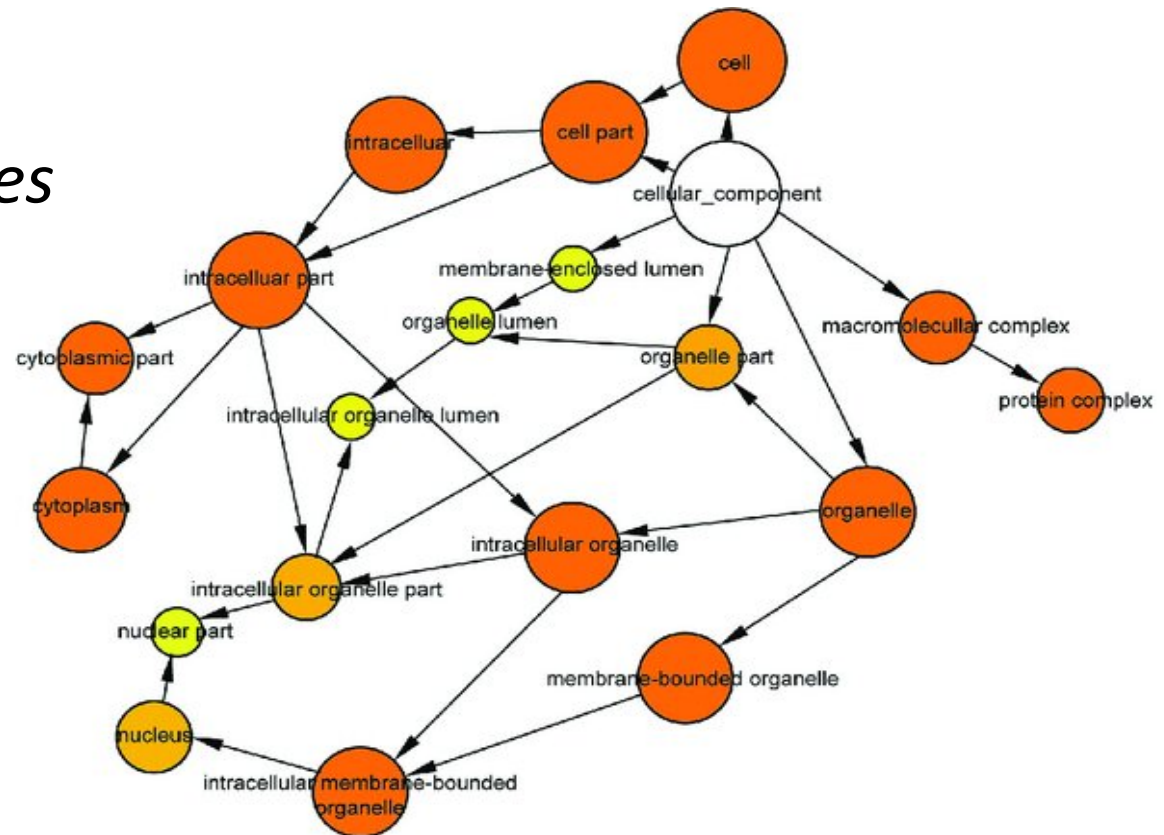 cell
cell part
intracelluar
es
cellular_component
membrane-enclosed lumen
intracelluar part
organelle lumen
macromolecullar complex
cytoplasmic part
organelle part
protein complex
intracellular organelle lumen
cytoplasm
organelle
intracellular organelle
intracellular organelle part
nuclear part
membrane-bounded organelle
nucleus
intracellular membrane-bounded
organelle